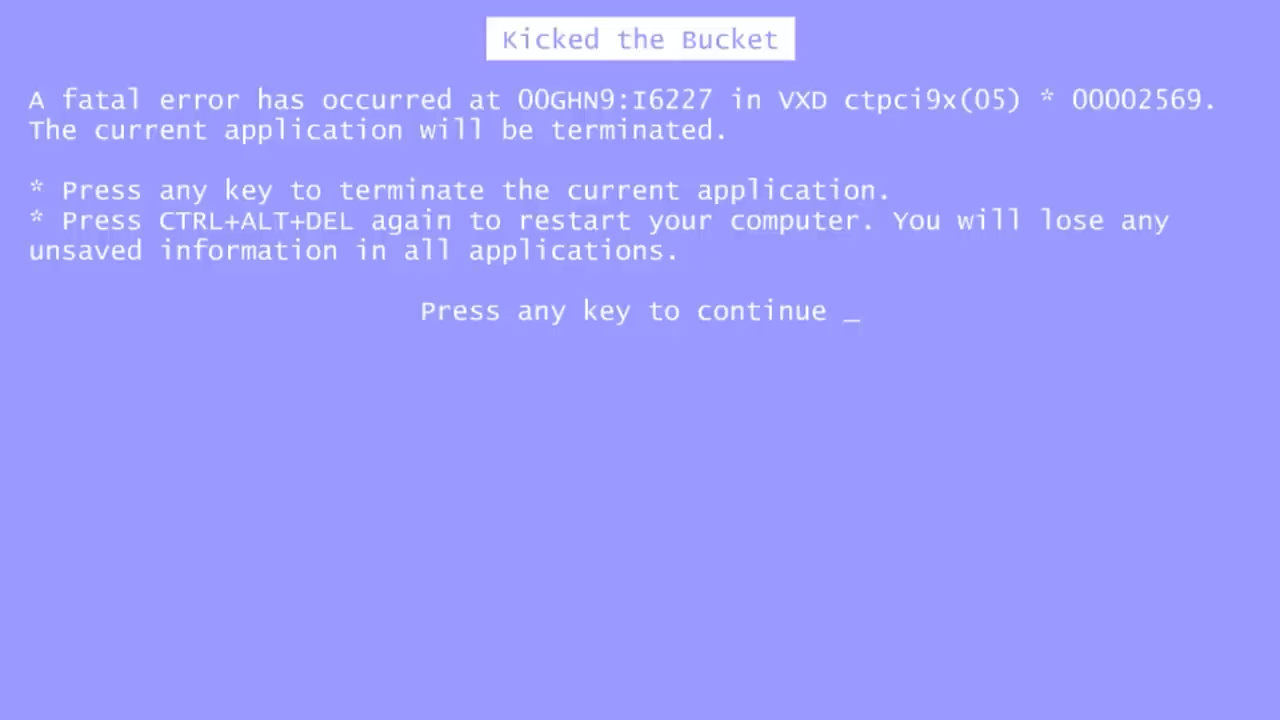 Kicked the Bucket
A fatal error has occurred at 00GHN9:I6227 in VXD ctpci9x(05) * 00002569.
The current application will be terminated.
* Press any key to terminate the current application.
* Press CTRL+ALT+DEL again to restart your computer. You will lose any
unsaved information in all applications.
Press any key to continue _